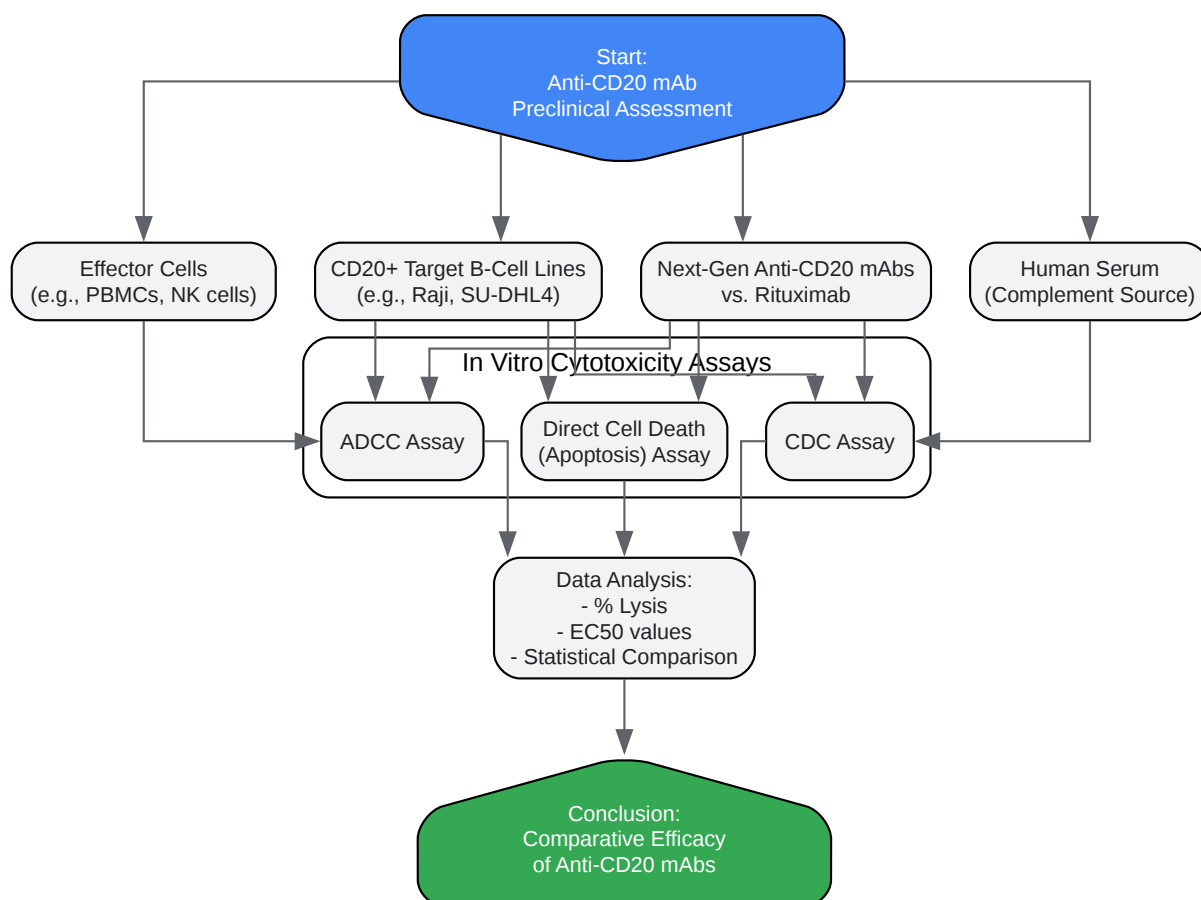 Start:
Anti-CD20 mAb
Preclinical Assessment
Effector Cells
(e.g., PBMCs, NK cells)
CD20+ Target B-Cell Lines
(e.g., Raji, SU-DHL4)
Next-Gen Anti-CD20 mAbs
vs. Rituximab
Human Serum
(Complement Source)
In Vitro Cytotoxicity Assays
ADCC Assay
Direct Cell Death
(Apoptosis) Assay
CDC Assay
Data Analysis:
- % Lysis
- EC50 values
- Statistical Comparison
Conclusion:
Comparative Efficacy
of Anti-CD20 mAbs